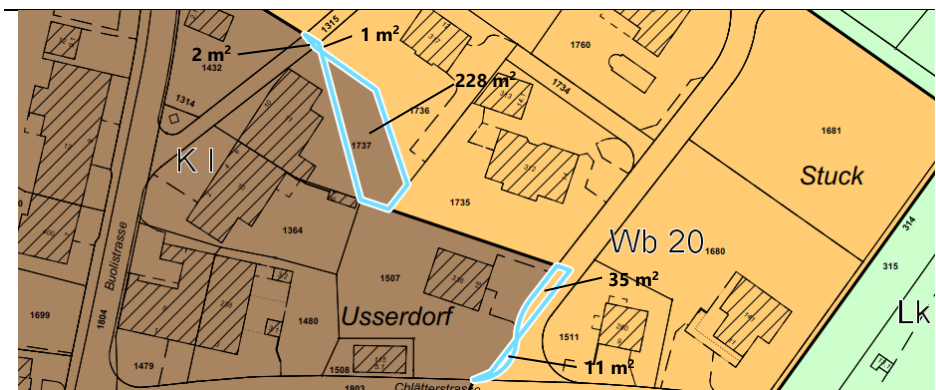 1315
1 m²
2 m²
1432
1760
228 m²
1734
1736
1314
1681
1737
K I
Stuck
1735
314
Wb 20
1680
1364
315
Buolistrasse
1507
35 m²
Lk
1699
1804
Usserdorf
1480
1511
11 m²
1479
1508
1803
Chlätterstrasse